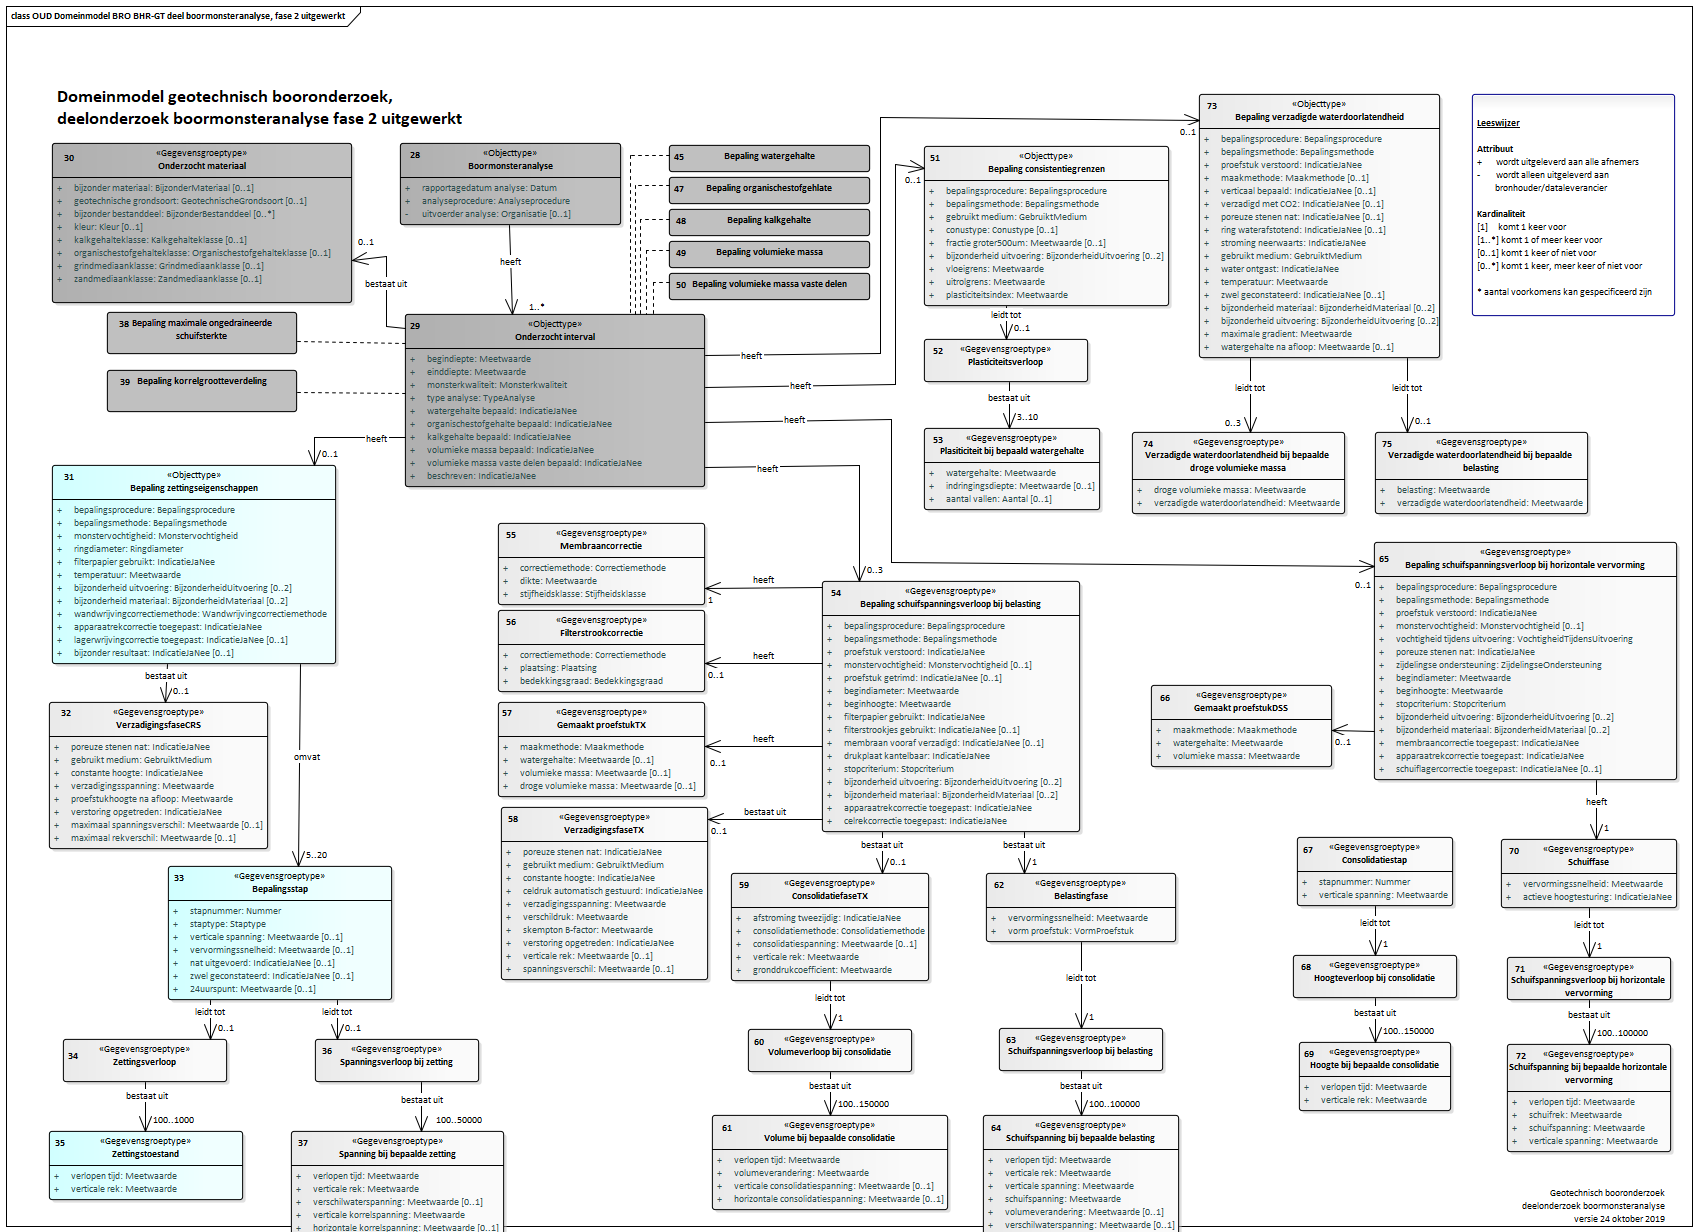 class OUD Domeinmodel BRO BHR-GT deel boormonsteranalyse, fase 2 uitgewerkt
Domeinmodel geotechnisch booronderzoek,
deelonderzoek boormonsteranalyse fase 2 uitgewerkt
30
«Gegevensgroeptype»
Onderzocht materiaal
+ bijzonder materiaal: BijzonderMateriaal [0..1]
+ geotechnische grondsoort: GeotechnischeGrondsoort [0..1]
+ bijzonder bestanddeel: BijzonderBestanddeel [0..*]
+ kleur: Kleur [0..1]
+ kalkgehalteklasse: Kalkgehalteklasse [0..1]
+ organischestofgehalteklasse: Organischestofgehalteklasse [0..1]
+ grindmediaanklasse: Grindmediaanklasse [0..1]
+ zandmediaanklasse: Zandmediaanklasse [0..1]
28
«Objecttype»
Boormonsteranalyse
+ rapportagedatum analyse: Datum
+ analyseprocedure: Analyseprocedure
- uitvoerder analyse: Organisatie [0..1]
heeft
1..*
0..1
bestaat uit
45 Bepaling watergehalte
47 Bepaling organischestofgehlate
48 Bepaling kalkgehalte
49 Bepaling volumieke massa
50 Bepaling volumieke massa vaste delen
38 Bepaling maximale ongedraineerde
schuifsterkte
39 Bepaling korrelgrootteverdeling
29
«Objecttype»
Onderzocht interval
+ begindiepte: Meetwaarde
+ einddiepte: Meetwaarde
+ monsterkwaliteit: Monsterkwaliteit
+ type analyse: TypeAnalyse
+ watergehalte bepaald: IndicatieJaNee
+ organischestofgehalte bepaald: IndicatieJaNee
+ kalkgehalte bepaald: IndicatieJaNee
+ volumieke massa bepaald: IndicatieJaNee
+ volumieke massa vaste delen bepaald: IndicatieJaNee
+ beschreven: IndicatieJaNee
heeft
0..1
heeft
0..1
heeft
0..1
heeft
0..1
heeft
0..3
51
«Objecttype»
Bepaling consistentiegrenzen
+ bepalingsprocedure: Bepalingsprocedure
+ bepalingsmethode: Bepalingsmethode
+ gebruikt medium: GebruiktMedium
+ conustype: Conustype [0..1]
+ fractie groter500um: Meetwaarde [0..1]
+ bijzonderheid uitvoering: BijzonderheidUitvoering [0..2]
+ vloeigrens: Meetwaarde
+ uitrolgrens: Meetwaarde
+ plasticiteitsindex: Meetwaarde
leidt tot
0..1
52
«Gegevensgroeptype»
Plasticiteitsverloop
bestaat uit
3..10
53
«Gegevensgroeptype»
Plasiticiteit bij bepaald watergehalte
+ watergehalte: Meetwaarde
+ indringingsdiepte: Meetwaarde [0..1]
+ aantal vallen: Aantal [0..1]
73
«Objecttype»
Bepaling verzadigde waterdoorlatendheid
+ bepalingsprocedure: Bepalingsprocedure
+ bepalingsmethode: Bepalingsmethode
+ proefstuk verstoord: IndicatieJaNee
+ maakmethode: Maakmethode [0..1]
+ verticaal bepaald: IndicatieJaNee [0..1]
+ verzadigd met CO2: IndicatieJaNee [0..1]
+ poreuze stenen nat: IndicatieJaNee [0..1]
+ ring waterafstotend: IndicatieJaNee [0..1]
+ stroming neerwaarts: IndicatieJaNee
+ gebruikt medium: GebruiktMedium
+ water ontgast: IndicatieJaNee
+ temperatuur: Meetwaarde
+ zwel geconstateerd: IndicatieJaNee [0..1]
+ bijzonderheid materiaal: BijzonderheidMateriaal [0..2]
+ bijzonderheid uitvoering: BijzonderheidUitvoering [0..2]
+ maximale gradient: Meetwaarde
+ watergehalte na afloop: Meetwaarde [0..1]
leidt tot
0..3
leidt tot
0..1
74
«Gegevensgroeptype»
Verzadigde waterdoorlatendheid bij bepaalde
droge volumieke massa
+ droge volumieke massa: Meetwaarde
+ verzadigde waterdoorlatendheid: Meetwaarde
75
«Gegevensgroeptype»
Verzadigde waterdoorlatendheid bij bepaalde
belasting
+ belasting: Meetwaarde
+ verzadigde waterdoorlatendheid: Meetwaarde
Leeswijzer
Attribuut
+ wordt uitgeleverd aan alle afnemers
- wordt alleen uitgeleverd aan
bronhouder/dataleverancier
Kardinaliteit
[1] komt 1 keer voor
[1..*] komt 1 of meer keer voor
[0..1] komt 1 keer of niet voor
[0..*] komt 1 keer, meer keer of niet voor
* aantal voorkomens kan gespecificeerd zijn
31
«Objecttype»
Bepaling zettingseigenschappen
+ bepalingsprocedure: Bepalingsprocedure
+ bepalingsmethode: Bepalingsmethode
+ monstervochtigheid: Monstervochtigheid
+ ringdiameter: Ringdiameter
+ filterpapier gebruikt: IndicatieJaNee
+ temperatuur: Meetwaarde
+ bijzonderheid uitvoering: BijzonderheidUitvoering [0..2]
+ bijzonderheid materiaal: BijzonderheidMateriaal [0..2]
+ wandwrijvingcorrectiemethode: Wandwrijvingcorrectiemethode
+ apparaatrekcorrectie toegepast: IndicatieJaNee
+ lagerwrijvingcorrectie toegepast: IndicatieJaNee [0..1]
+ bijzonder resultaat: IndicatieJaNee [0..1]
bestaat uit
0..1
omvat
5..20
32
«Gegevensgroeptype»
VerzadigingsfaseCRS
+ poreuze stenen nat: IndicatieJaNee
+ gebruikt medium: GebruiktMedium
+ constante hoogte: IndicatieJaNee
+ verzadigingsspanning: Meetwaarde
+ proefstukhoogte na afloop: Meetwaarde
+ verstoring opgetreden: IndicatieJaNee
+ maximaal spanningsverschil: Meetwaarde [0..1]
+ maximaal rekverschil: Meetwaarde [0..1]
33
«Gegevensgroeptype»
Bepalingsstap
+ stapnummer: Nummer
+ staptype: Staptype
+ verticale spanning: Meetwaarde [0..1]
+ vervormingssnelheid: Meetwaarde [0..1]
+ nat uitgevoerd: IndicatieJaNee [0..1]
+ zwel geconstateerd: IndicatieJaNee [0..1]
+ 24uurspunt: Meetwaarde [0..1]
leidt tot
0..1
leidt tot
0..1
34
«Gegevensgroeptype»
Zettingsverloop
bestaat uit
100..1000
35
«Gegevensgroeptype»
Zettingstoestand
+ verlopen tijd: Meetwaarde
+ verticale rek: Meetwaarde
36
«Gegevensgroeptype»
Spanningsverloop bij zetting
bestaat uit
100..50000
37
«Gegevensgroeptype»
Spanning bij bepaalde zetting
+ verlopen tijd: Meetwaarde
+ verticale rek: Meetwaarde
+ verschilwaterspanning: Meetwaarde [0..1]
+ verticale korrelspanning: Meetwaarde
+ horizontale korrelspanning: Meetwaarde [0..1]
55
«Gegevensgroeptype»
Membraancorrectie
+ correctiemethode: Correctiemethode
+ dikte: Meetwaarde
+ stijfheidsklasse: Stijfheidsklasse
heeft
1
56
«Gegevensgroeptype»
Filterstrookcorrectie
+ correctiemethode: Correctiemethode
+ plaatsing: Plaatsing
+ bedekkingsgraad: Bedekkingsgraad
heeft
0..1
57
«Gegevensgroeptype»
Gemaakt proefstukTX
+ maakmethode: Maakmethode
+ watergehalte: Meetwaarde [0..1]
+ volumieke massa: Meetwaarde [0..1]
+ droge volumieke massa: Meetwaarde [0..1]
heeft
0..1
58
«Gegevensgroeptype»
VerzadigingsfaseTX
+ poreuze stenen nat: IndicatieJaNee
+ gebruikt medium: GebruiktMedium
+ constante hoogte: IndicatieJaNee
+ celdruk automatisch gestuurd: IndicatieJaNee
+ verzadigingsspanning: Meetwaarde
+ verschildruk: Meetwaarde
+ skempton B-factor: Meetwaarde
+ verstoring opgetreden: IndicatieJaNee
+ verticale rek: Meetwaarde [0..1]
+ spanningsverschil: Meetwaarde [0..1]
bestaat uit
0..1
54
«Gegevensgroeptype»
Bepaling schuifspanningsverloop bij belasting
+ bepalingsprocedure: Bepalingsprocedure
+ bepalingsmethode: Bepalingsmethode
+ proefstuk verstoord: IndicatieJaNee
+ monstervochtigheid: Monstervochtigheid [0..1]
+ proefstuk getrimd: IndicatieJaNee [0..1]
+ begindiameter: Meetwaarde
+ beginhoogte: Meetwaarde
+ filterpapier gebruikt: IndicatieJaNee
+ filterstrookjes gebruikt: IndicatieJaNee
+ membraan vooraf verzadigd: IndicatieJaNee [0..1]
+ drukplaat kantelbaar: IndicatieJaNee
+ stopcriterium: Stopcriterium
+ bijzonderheid uitvoering: BijzonderheidUitvoering [0..2]
+ bijzonderheid materiaal: BijzonderheidMateriaal [0..2]
+ apparaatrekcorrectie toegepast: IndicatieJaNee
+ celrekcorrectie toegepast: IndicatieJaNee
bestaat uit
0..1
bestaat uit
1
59
«Gegevensgroeptype»
ConsolidatiefaseTX
+ afstroming tweezijdig: IndicatieJaNee
+ consolidatiemethode: Consolidatiemethode
+ consolidatiespanning: Meetwaarde [0..1]
+ verticale rek: Meetwaarde
+ gronddrukcoefficient: Meetwaarde
leidt tot
1
60
«Gegevensgroeptype»
Volumeverloop bij consolidatie
bestaat uit
100..150000
61
«Gegevensgroeptype»
Volume bij bepaalde consolidatie
+ verlopen tijd: Meetwaarde
+ volumeverandering: Meetwaarde
+ verticale consolidatiespanning: Meetwaarde [0..1]
+ horizontale consolidatiespanning: Meetwaarde [0..1]
62
«Gegevensgroeptype»
Belastingfase
+ vervormingssnelheid: Meetwaarde
+ vorm proefstuk: VormProefstuk
leidt tot
1
63
«Gegevensgroeptype»
Schuifspanningsverloop bij belasting
bestaat uit
100..100000
64
«Gegevensgroeptype»
Schuifspanning bij bepaalde belasting
+ verlopen tijd: Meetwaarde
+ verticale rek: Meetwaarde
+ verticale spanning: Meetwaarde
+ schuifspanning: Meetwaarde
+ volumeverandering: Meetwaarde [0..1]
+ verschilwaterspanning: Meetwaarde [0..1]
65
«Gegevensgroeptype»
Bepaling schuifspanningsverloop bij horizontale vervorming
+ bepalingsprocedure: Bepalingsprocedure
+ bepalingsmethode: Bepalingsmethode
+ proefstuk verstoord: IndicatieJaNee
+ monstervochtigheid: Monstervochtigheid [0..1]
+ vochtigheid tijdens uitvoering: VochtigheidTijdensUitvoering
+ poreuze stenen nat: IndicatieJaNee
+ zijdelingse ondersteuning: ZijdelingseOndersteuning
+ begindiameter: Meetwaarde
+ beginhoogte: Meetwaarde
+ stopcriterium: Stopcriterium
+ bijzonderheid uitvoering: BijzonderheidUitvoering [0..2]
+ bijzonderheid materiaal: BijzonderheidMateriaal [0..2]
+ membraancorrectie toegepast: IndicatieJaNee
+ apparaatrekcorrectie toegepast: IndicatieJaNee
+ schuiflagercorrectie toegepast: IndicatieJaNee [0..1]
0..1
66
«Gegevensgroeptype»
Gemaakt proefstukDSS
+ maakmethode: Maakmethode
+ watergehalte: Meetwaarde
+ volumieke massa: Meetwaarde
heeft
1
67
«Gegevensgroeptype»
Consolidatiestap
+ stapnummer: Nummer
+ verticale spanning: Meetwaarde
leidt tot
1
68
«Gegevensgroeptype»
Hoogteverloop bij consolidatie
bestaat uit
100..150000
69
«Gegevensgroeptype»
Hoogte bij bepaalde consolidatie
+ verlopen tijd: Meetwaarde
+ verticale rek: Meetwaarde
70
«Gegevensgroeptype»
Schuiffase
+ vervormingssnelheid: Meetwaarde
+ actieve hoogtesturing: IndicatieJaNee
leidt tot
1
71
«Gegevensgroeptype»
Schuifspanningsverloop bij horizontale
vervorming
bestaat uit
100..100000
72
«Gegevensgroeptype»
Schuifspanning bij bepaalde horizontale
vervorming
+ verlopen tijd: Meetwaarde
+ schuifrek: Meetwaarde
+ schuifspanning: Meetwaarde
+ verticale spanning: Meetwaarde
Geotechnisch booronderzoek
deelonderzoek boormonsteranalyse
versie 24 oktober 2019